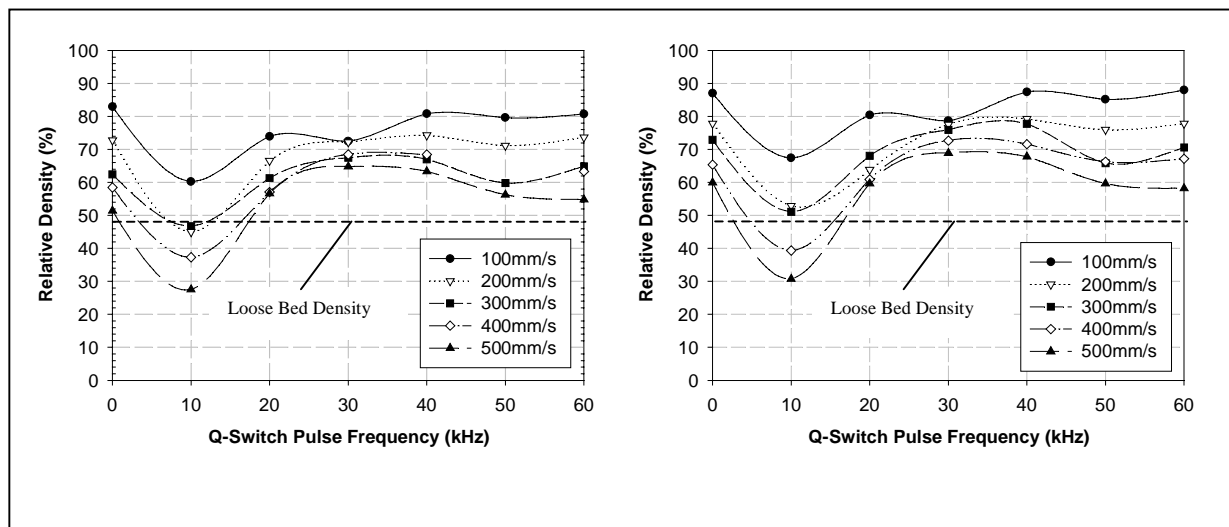 100
90
80
70
60
50
40
30
20
10
0
Relative Density (%)
Loose Bed Density
100mm/s
200mm/s
300mm/s
400mm/s
500mm/s
0 10 20 30 40 50 60
Q-Switch Pulse Frequency (kHz)
100
90
80
70
60
50
40
30
20
10
0
Relative Density (%)
Loose Bed Density
100mm/s
200mm/s
300mm/s
400mm/s
500mm/s
0 10 20 30 40 50 60
Q-Switch Pulse Frequency (kHz)